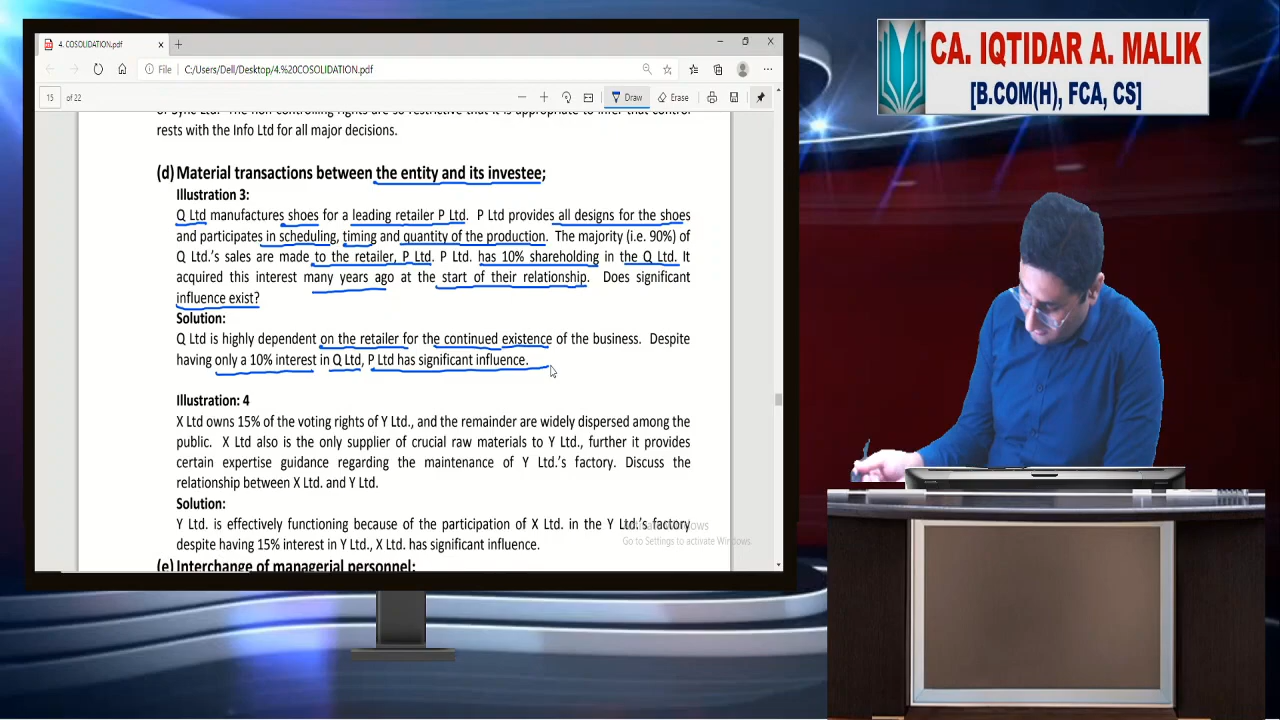 4. COSOLIDATION.pdf
File C:/Users/Dell/Desktop/4.%20COSOLIDATION.pdf
15 of 22 Draw Erase
rests with the Info Ltd for all major decisions.
(d) Material transactions between the entity and its investee;
Illustration 3:
Q Ltd manufactures shoes for a leading retailer P Ltd. P Ltd provides all designs for the shoes
and participates in scheduling, timing and quantity of the production. The majority (i.e. 90%) of
Q Ltd.'s sales are made to the retailer, P Ltd. P Ltd. has 10% shareholding in the Q Ltd. It
acquired this interest many years ago at the start of their relationship. Does significant
influence exist?
Solution:
Q Ltd is highly dependent on the retailer for the continued existence of the business. Despite
having only a 10% interest in Q Ltd, P Ltd has significant influence.
Illustration: 4
X Ltd owns 15% of the voting rights of Y Ltd., and the remainder are widely dispersed among the
public. X Ltd also is the only supplier of crucial raw materials to Y Ltd., further it provides
certain expertise guidance regarding the maintenance of Y Ltd.'s factory. Discuss the
relationship between X Ltd. and Y Ltd.
Solution:
Y Ltd. is effectively functioning because of the participation of X Ltd. in the Y Ltd.'s factory
despite having 15% interest in Y Ltd., X Ltd. has significant influence.
Go to Settings to activate Windows.
(e) Interchange of managerial personnel;
CA. IQTIDAR A. MALIK
[B.COM(H), FCA, CS]